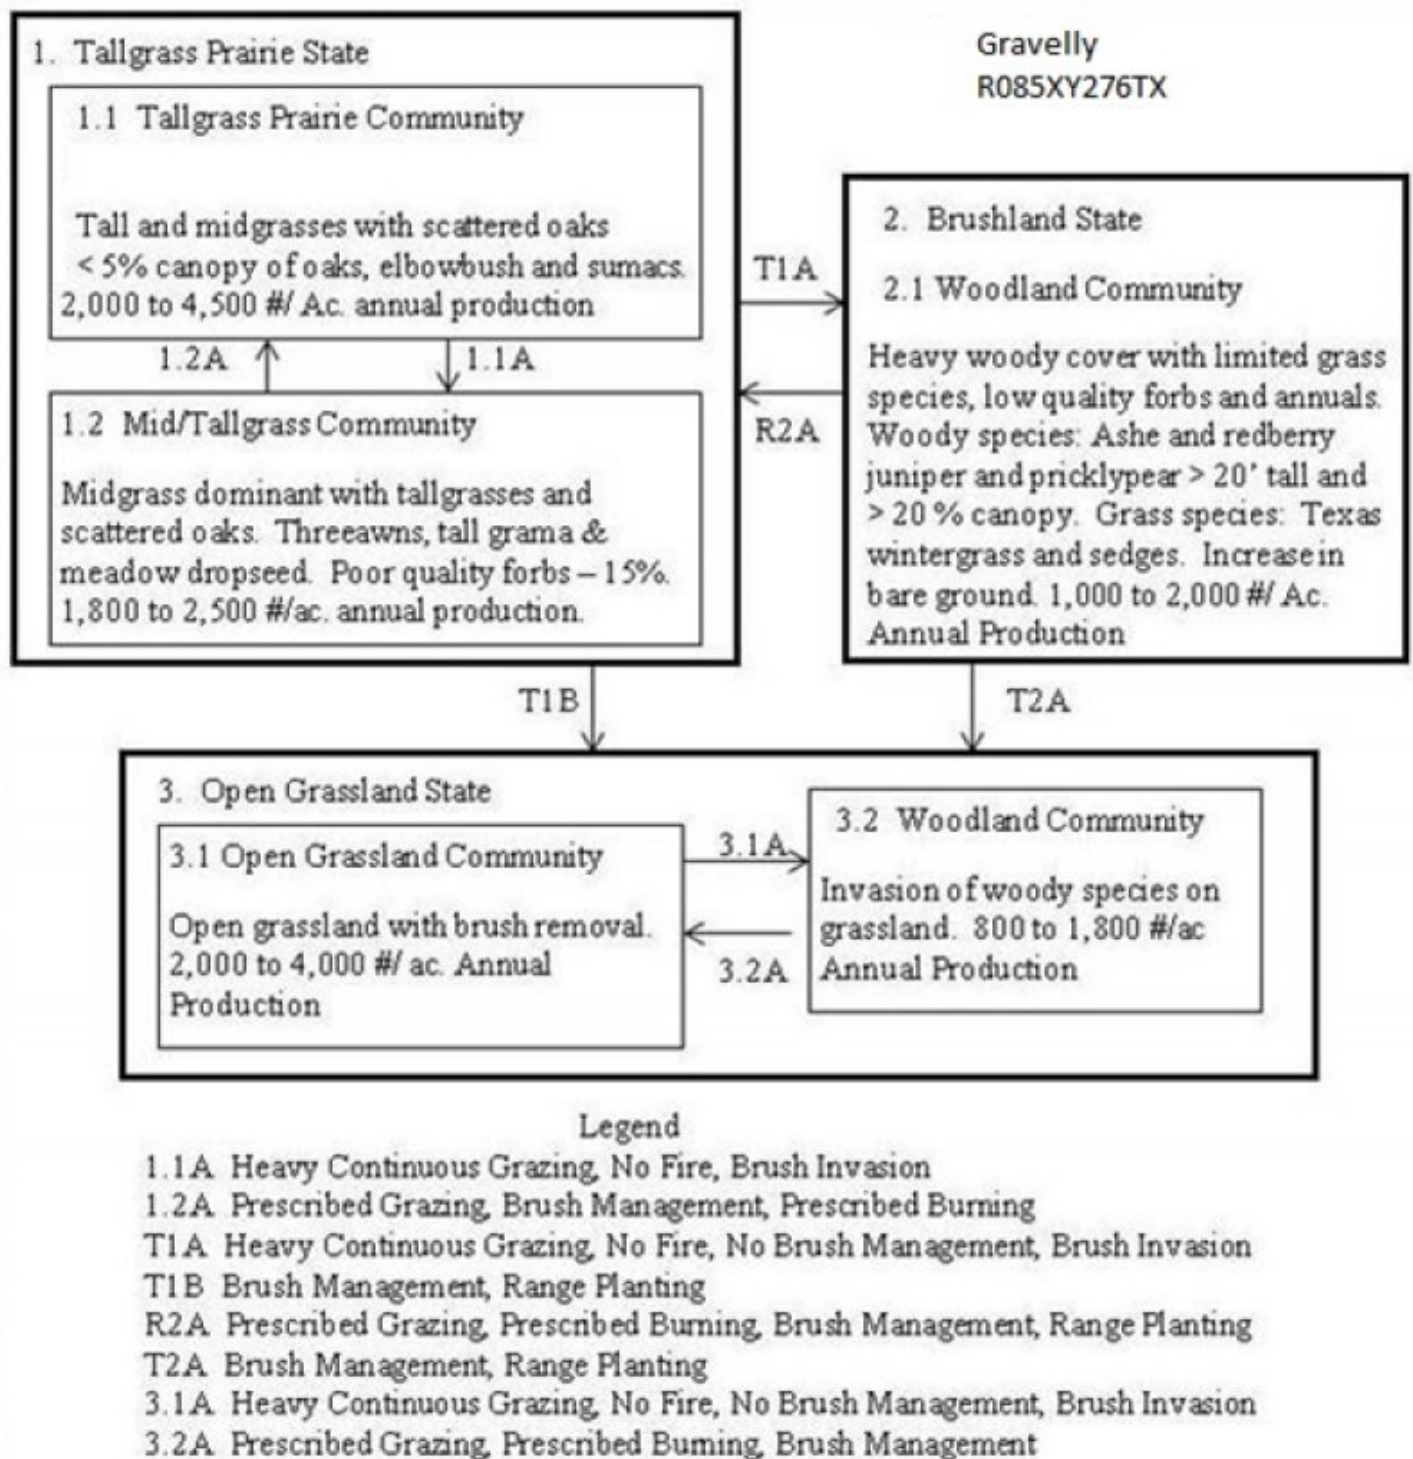 Gravelly
R085XY276TX
1. Tallgrass Prairie State
1.1 Tallgrass Prairie Community
Tall and midgrasses with scattered oaks
< 5% canopy of oaks, elbowbush and sumacs.
2,000 to 4,500 #/ Ac. annual production
1.2A
1.1A
1.2 Mid/Tallgrass Community
Midgrass dominant with tallgrasses and
scattered oaks. Threeawns, tall grama &
meadow dropseed. Poor quality forbs – 15%.
1,800 to 2,500 #/ac. annual production.
T1A
R2A
2. Brushland State
2.1 Woodland Community
Heavy woody cover with limited grass
species, low quality forbs and annuals.
Woody species: Ashe and redberry
juniper and pricklypear > 20' tall and
> 20 % canopy. Grass species: Texas
wintergrass and sedges. Increase in
bare ground. 1,000 to 2,000 #/ Ac.
Annual Production
T1B
T2A
3. Open Grassland State
3.1 Open Grassland Community
Open grassland with brush removal.
2,000 to 4,000 #/ ac. Annual
Production
3.1A
3.2A
3.2 Woodland Community
Invasion of woody species on
grassland. 800 to 1,800 #/ac
Annual Production
Legend
1.1A Heavy Continuous Grazing, No Fire, Brush Invasion
1.2A Prescribed Grazing, Brush Management, Prescribed Burning
T1A Heavy Continuous Grazing, No Fire, No Brush Management, Brush Invasion
T1B Brush Management, Range Planting
R2A Prescribed Grazing, Prescribed Burning, Brush Management, Range Planting
T2A Brush Management, Range Planting
3.1A Heavy Continuous Grazing, No Fire, No Brush Management, Brush Invasion
3.2A Prescribed Grazing, Prescribed Burning, Brush Management